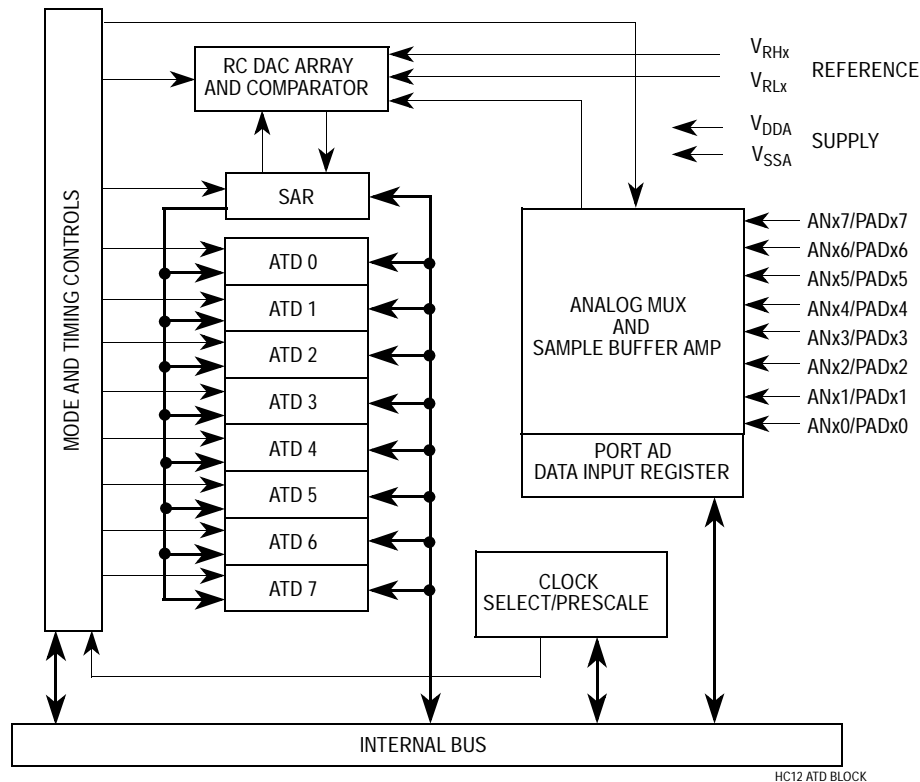 RC DAC ARRAY
AND COMPARATOR
V_RHx
V_RLx
REFERENCE
V_DDA
V_SSA
SUPPLY
MODE AND TIMING CONTROLS
SAR
ATD 0
ATD 1
ATD 2
ATD 3
ATD 4
ATD 5
ATD 6
ATD 7
ANALOG MUX
AND
SAMPLE BUFFER AMP
ANx7/PADx7
ANx6/PADx6
ANx5/PADx5
ANx4/PADx4
ANx3/PADx3
ANx2/PADx2
ANx1/PADx1
ANx0/PADx0
PORT AD
DATA INPUT REGISTER
CLOCK
SELECT/PRESCALE
INTERNAL BUS
HC12 ATD BLOCK